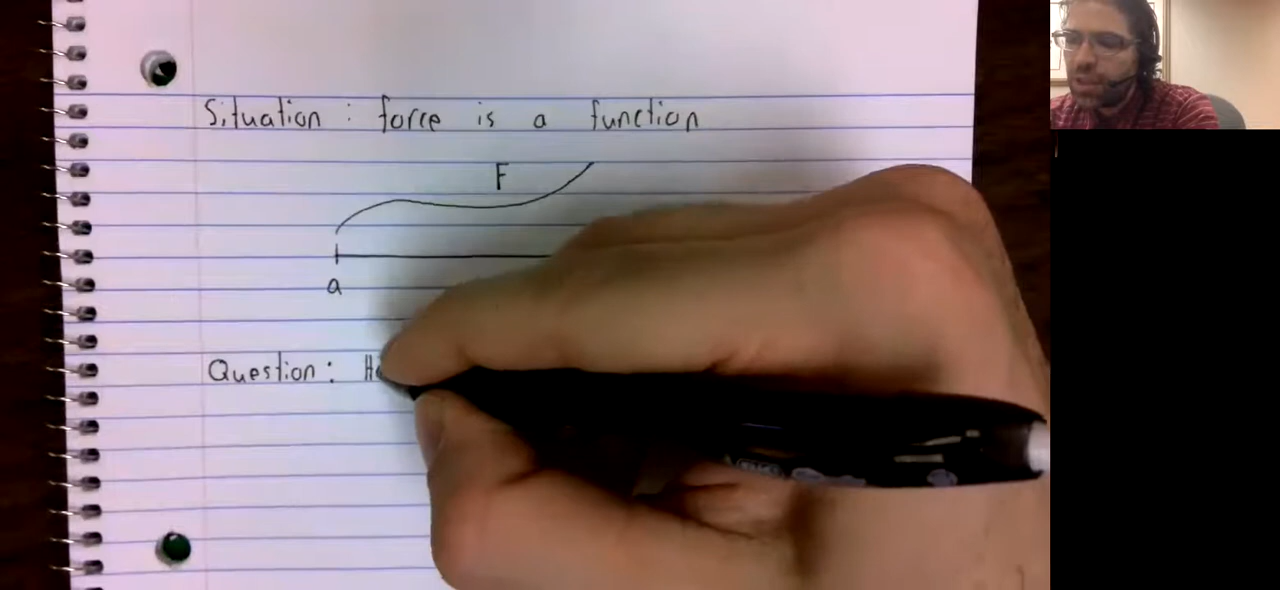 Situation : force is a function
F
a
Question :